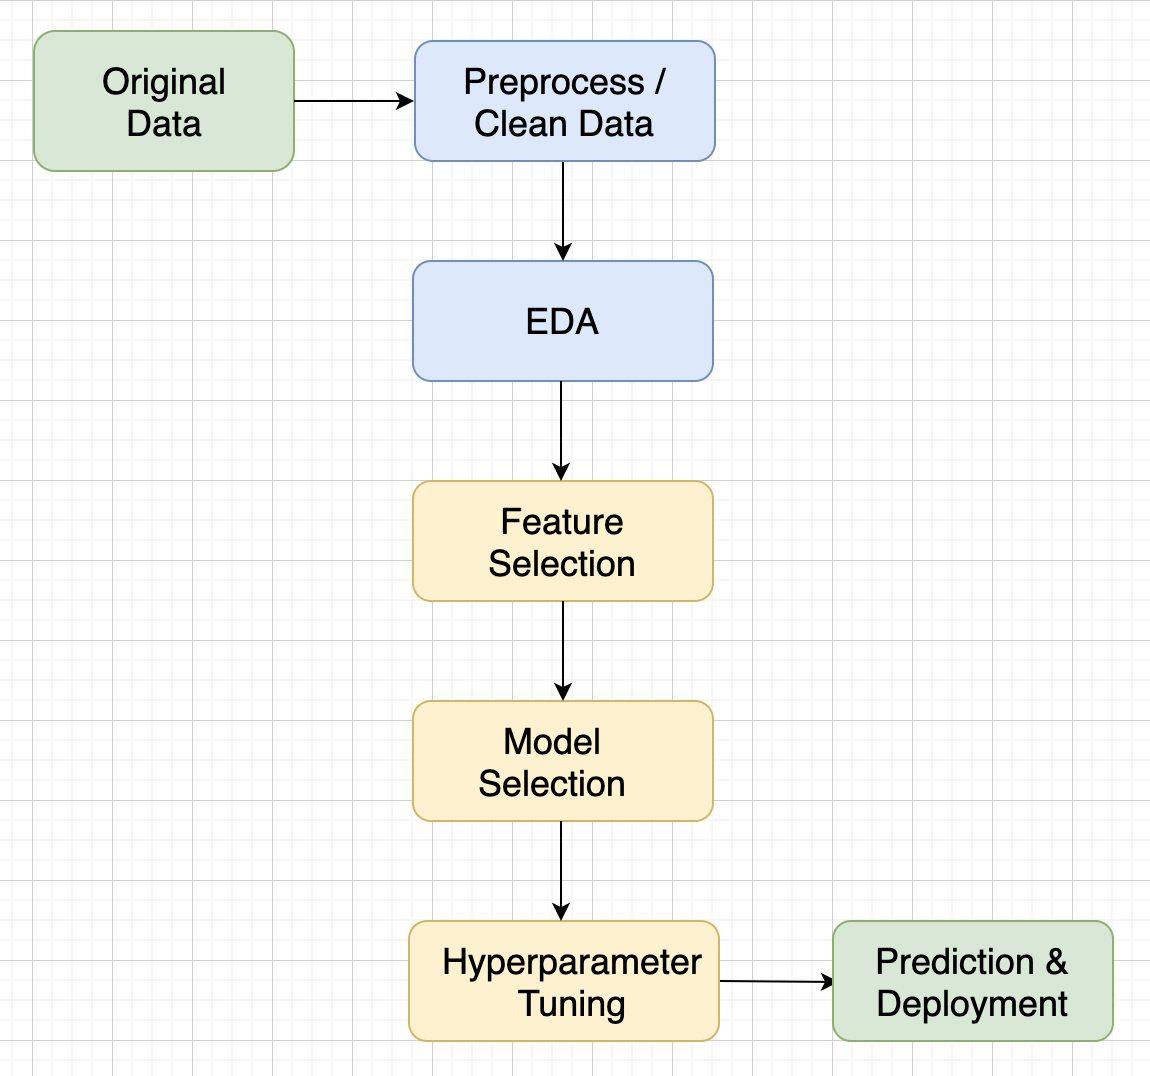 Original
Data
Preprocess /
Clean Data
EDA
Feature
Selection
Model
Selection
Hyperparameter
Tuning
Prediction &
Deployment